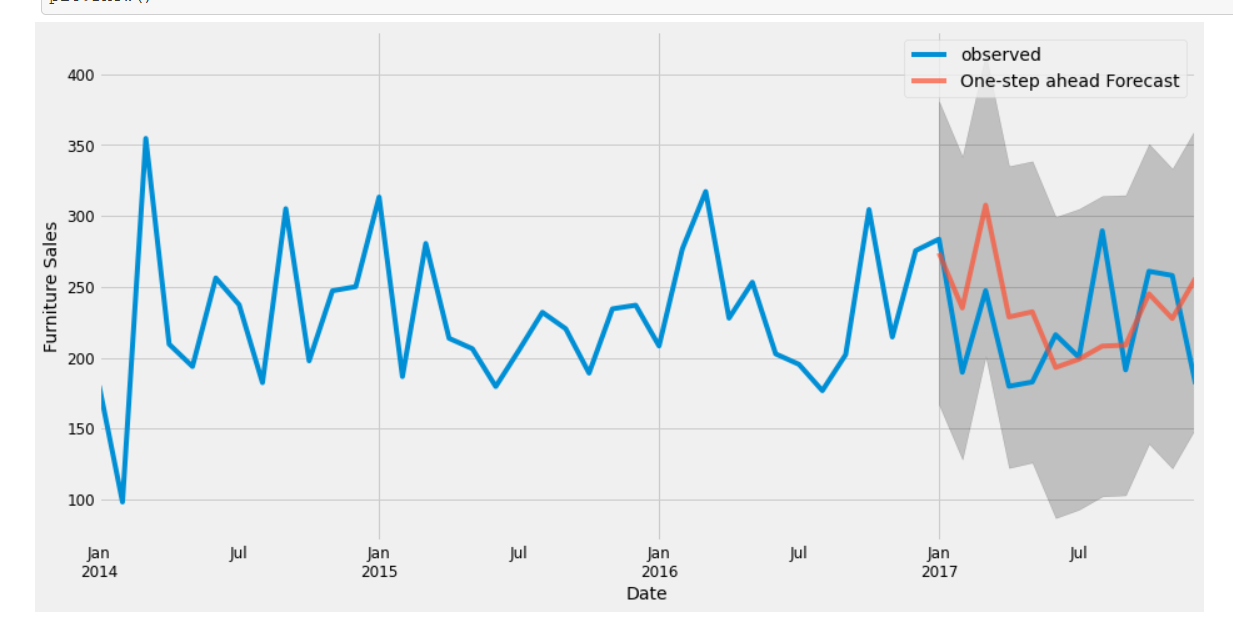 observed
One-step ahead Forecast
400
350
300
250
200
150
100
Furniture Sales
Jan Jul Jan Jul Jan Jul Jan Jul
2014 2015 2016 2017
Date